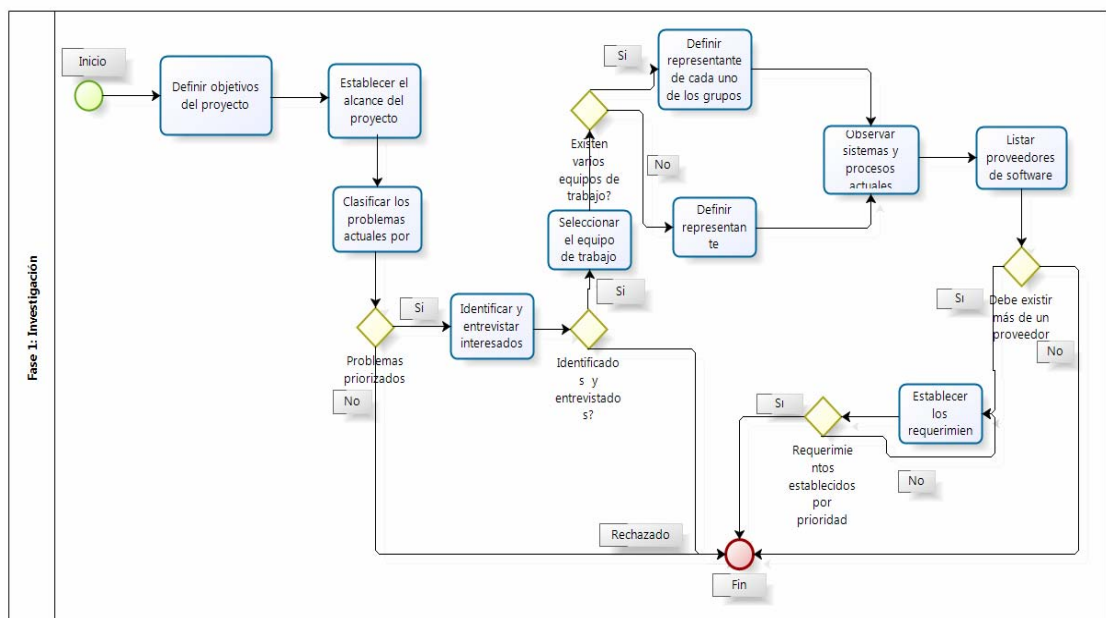 Fase 1: Investigación
Inicio
Definir objetivos
del proyecto
Establecer el
alcance del
proyecto
Clasificar los
problemas
actuales por
Problemas
priorizados
Si
No
Identificar y
entrevistar
interesados
Identificado
s y
entrevistad
os?
Si
Seleccionar
el equipo
de trabajo
Existen
varios
equipos de
trabajo?
Si
No
Definir
representante
de cada uno
de los grupos
Definir
representan
te
Observar
sistemas y
procesos
actuales
Listar
proveedores
de software
Debe existir
más de un
proveedor
Si
No
Establecer
los
requerimien
Requerimie
ntos
establecidos
por
prioridad
Si
No
Rechazado
Fin